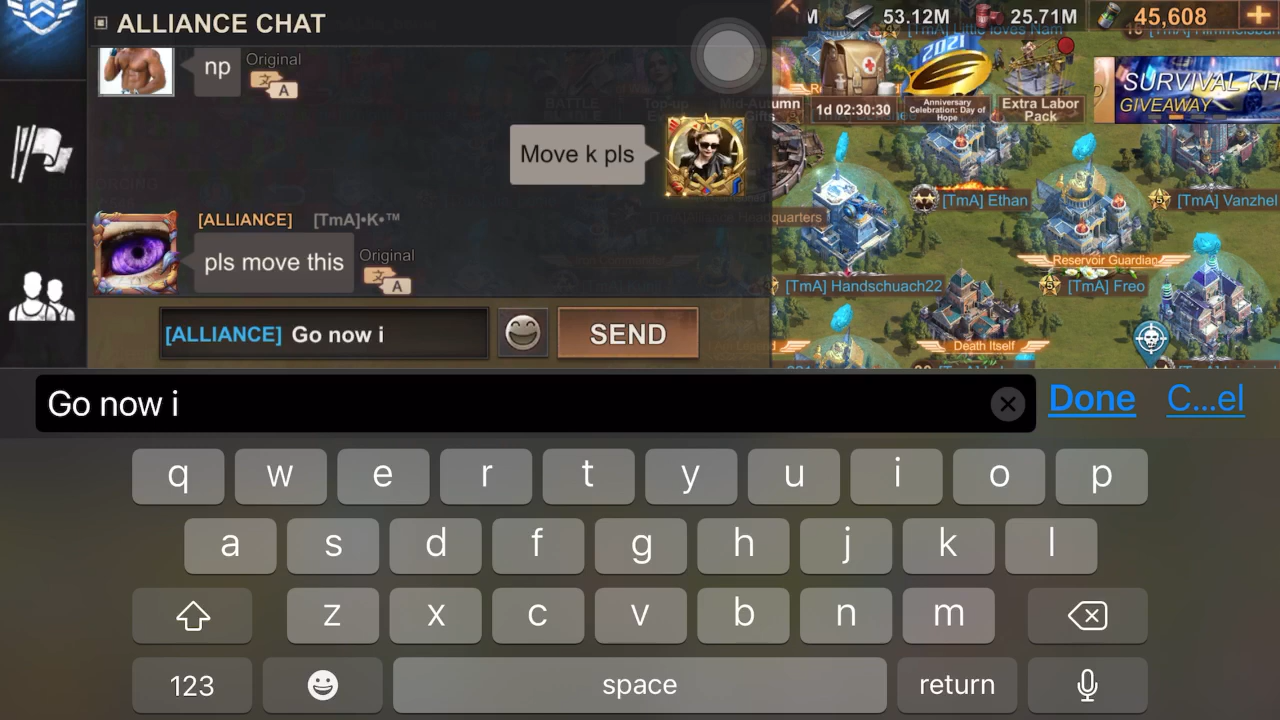 ALLIANCE CHAT
np
Original
Move k pls
[ALLIANCE] [TmA]•K•™
pls move this
Original
[ALLIANCE] Go now i
SEND
M 53.12M 25.71M 45,608
2021
1d 02:30:30
Anniversary
Celebration: Day of
Hope
Extra Labor
Pack
SURVIVAL KIT
GIVEAWAY
[TmA] Ethan
[TmA] Vanzhel
Reservoir Guardian
[TmA] Handschuach22
[TmA] Freo
Death Itself
Go now i
Done
C...el
q w e r t y u i o p
a s d f g h j k l
z x c v b n m
123
space
return